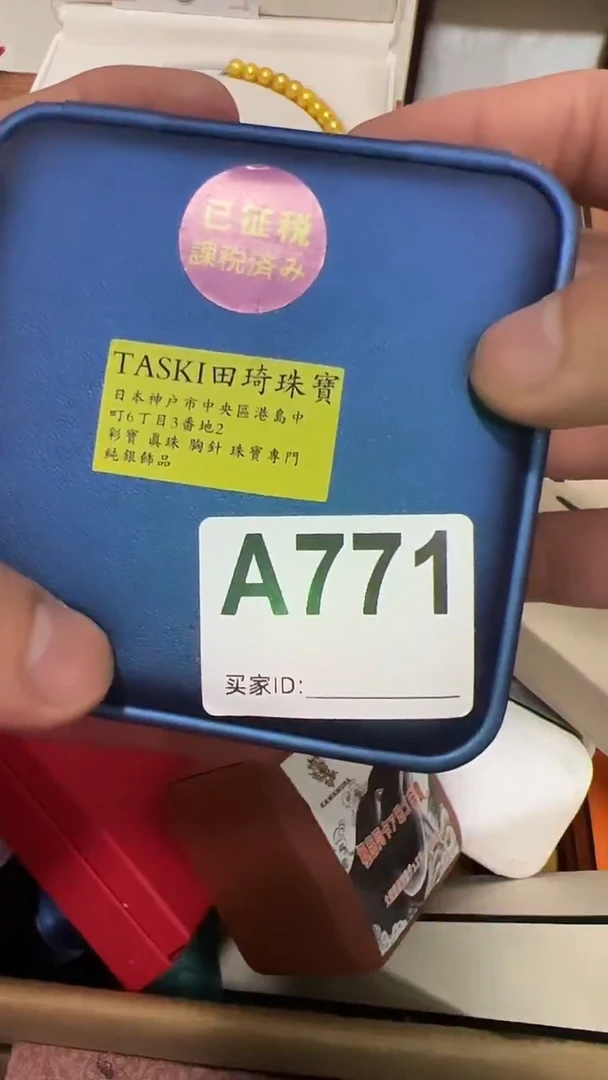 已征税
課税済み
TASKI田琦珠寶
日本神户市中央區港島中
町6丁目3番地2
彩寶 眞珠 胸針 珠寶專門
純銀飾品
A771
买家ID: